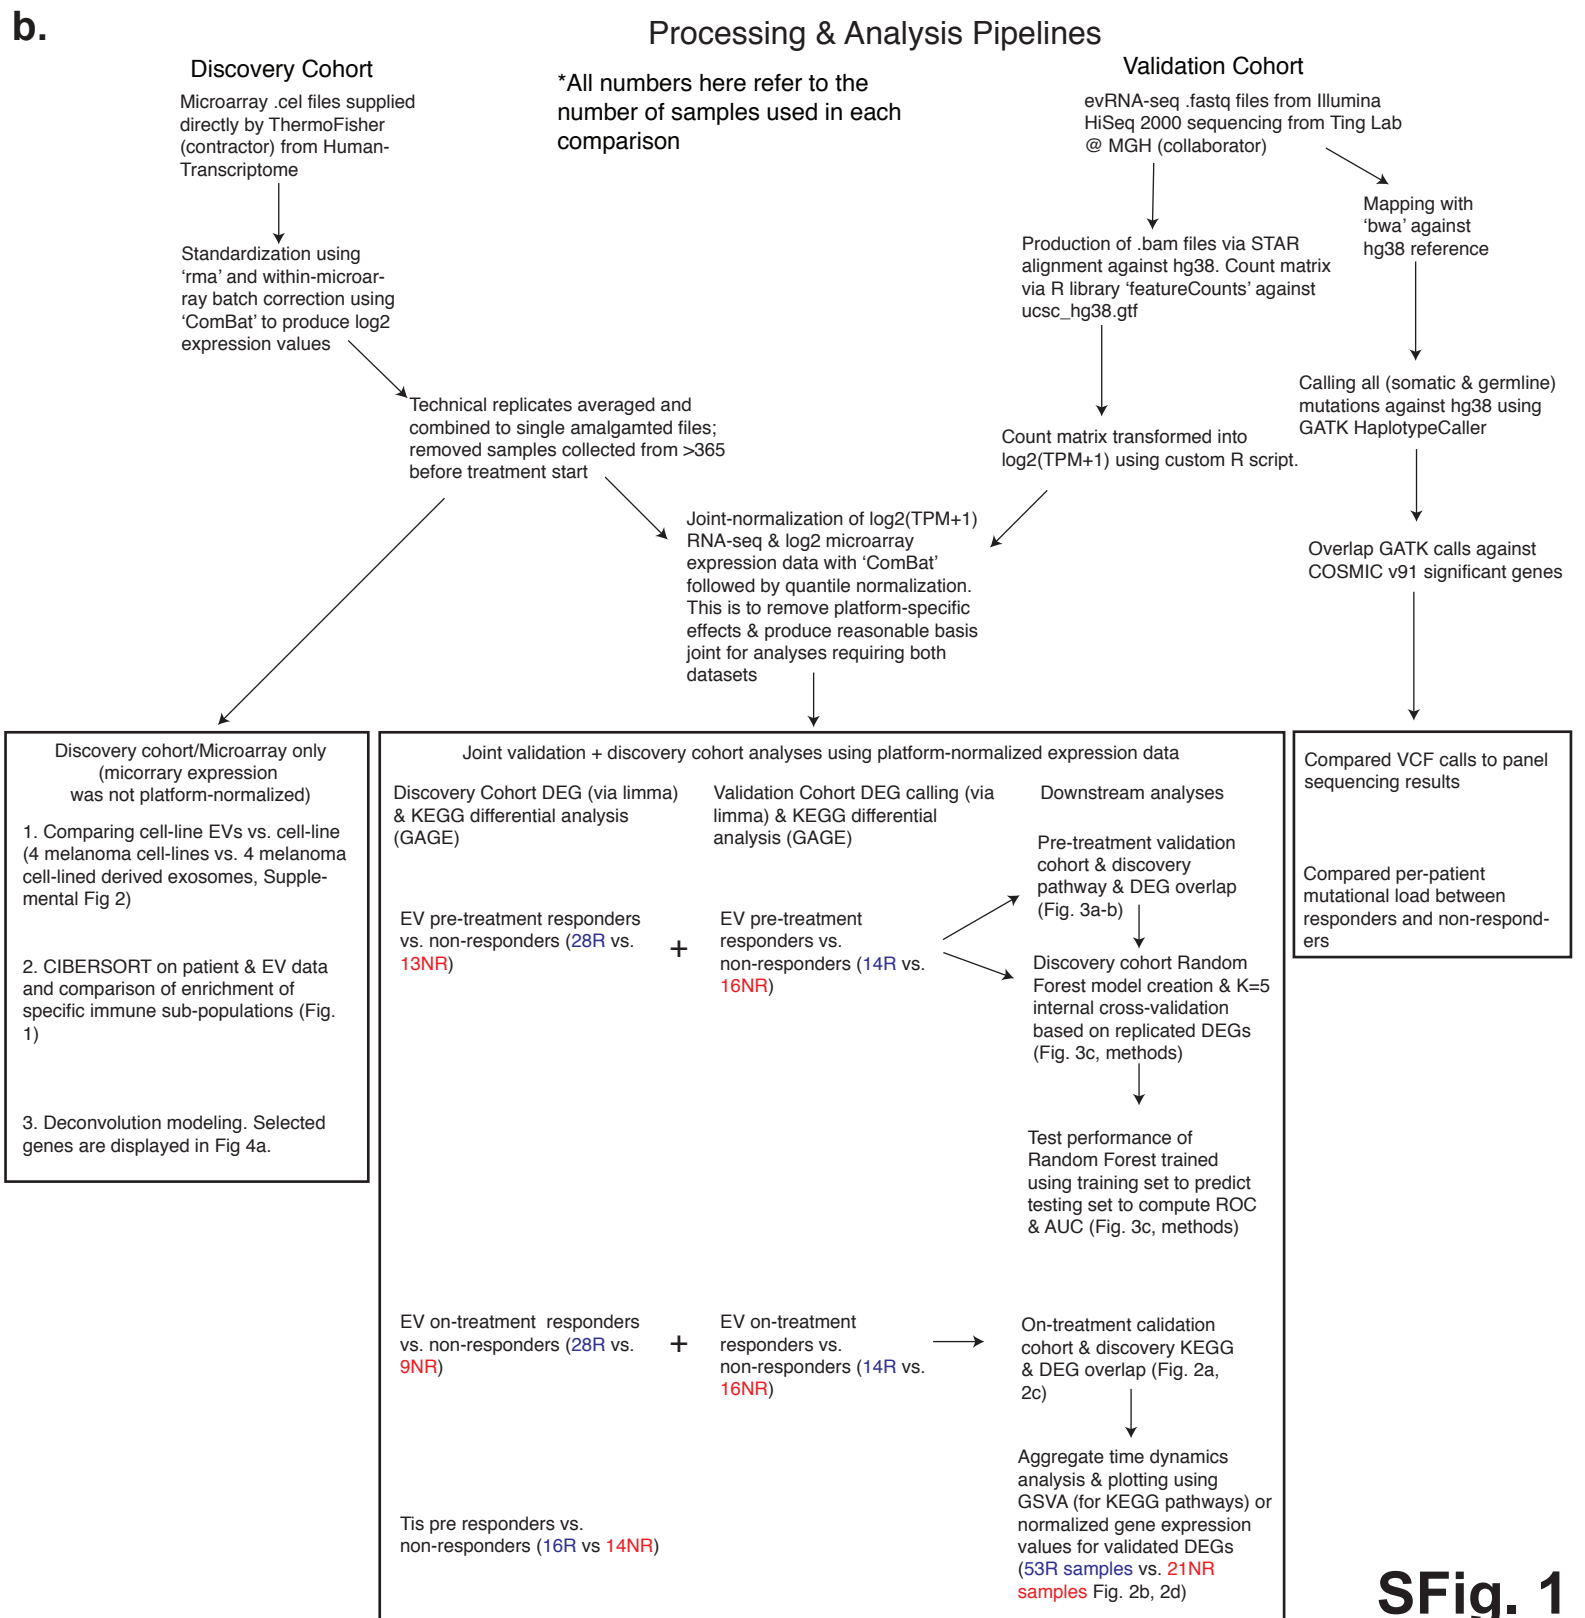 b.
Processing & Analysis Pipelines
Discovery Cohort
Microarray .cel files supplied
directly by ThermoFisher
(contractor) from Human-
Transcriptome
*All numbers here refer to the
number of samples used in each
comparison
Validation Cohort
evRNA-seq .fastq files from Illumina
HiSeq 2000 sequencing from Ting Lab
@ MGH (collaborator)
Standardization using
‘rma’ and within-microar-
ray batch correction using
‘ComBat’ to produce log2
expression values
Production of .bam files via STAR
alignment against hg38. Count matrix
via R library ‘featureCounts’ against
ucsc_hg38.gtf
Mapping with
‘bwa’ against
hg38 reference
Technical replicates averaged and
combined to single amalgamted files;
removed samples collected from >365
before treatment start
Count matrix transformed into
log2(TPM+1) using custom R script.
Calling all (somatic & germline)
mutations against hg38 using
GATK HaplotypeCaller
Joint-normalization of log2(TPM+1)
RNA-seq & log2 microarray
expression data with ‘ComBat’
followed by quantile normalization.
This is to remove platform-specific
effects & produce reasonable basis
joint for analyses requiring both
datasets
Overlap GATK calls against
COSMIC v91 significant genes
Discovery cohort/Microarray only
(micorrary expression
was not platform-normalized)
1. Comparing cell-line EVs vs. cell-line
(4 melanoma cell-lines vs. 4 melanoma
cell-lined derived exosomes, Supple-
mental Fig 2)
2. CIBERSORT on patient & EV data
and comparison of enrichment of
specific immune sub-populations (Fig.
1)
3. Deconvolution modeling. Selected
genes are displayed in Fig 4a.
Joint validation + discovery cohort analyses using platform-normalized expression data
Discovery Cohort DEG (via limma)
& KEGG differential analysis
(GAGE)
Validation Cohort DEG calling (via
limma) & KEGG differential
analysis (GAGE)
Downstream analyses
EV pre-treatment responders
vs. non-responders (28R vs.
13NR)
+
EV pre-treatment
responders vs.
non-responders (14R vs.
16NR)
Pre-treatment validation
cohort & discovery
pathway & DEG overlap
(Fig. 3a-b)
Discovery cohort Random
Forest model creation & K=5
internal cross-validation
based on replicated DEGs
(Fig. 3c, methods)
Test performance of
Random Forest trained
using training set to predict
testing set to compute ROC
& AUC (Fig. 3c, methods)
EV on-treatment responders
vs. non-responders (28R vs.
9NR)
+
EV on-treatment
responders vs.
non-responders (14R vs.
16NR)
On-treatment calidation
cohort & discovery KEGG
& DEG overlap (Fig. 2a,
2c)
Aggregate time dynamics
analysis & plotting using
GSVA (for KEGG pathways) or
normalized gene expression
values for validated DEGs
(53R samples vs. 21NR
samples Fig. 2b, 2d)
Tis pre responders vs.
non-responders (16R vs 14NR)
Compared VCF calls to panel
sequencing results
Compared per-patient
mutational load between
responders and non-respond-
ers
SFig. 1